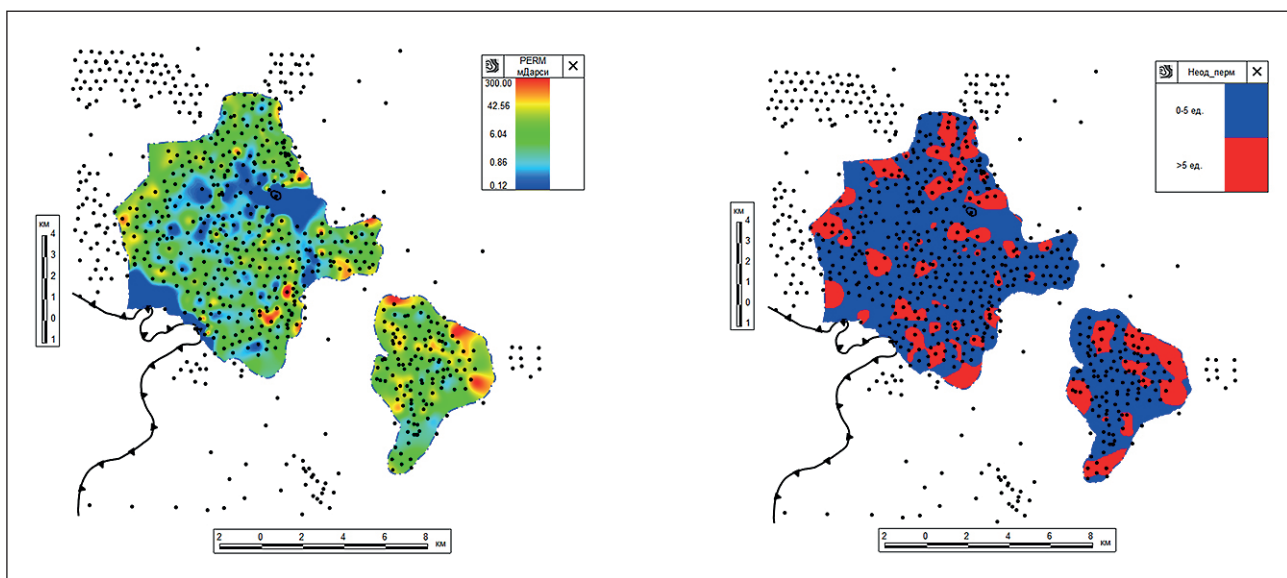 PERM
мДарси
300.00
42.56
6.04
0.86
0.12
км
4
3
2
1
0
1
2 0 2 4 6 8
км
Неод_перм
0-5 ед.
>5 ед.
км
4
3
2
1
0
1
2 0 2 4 6 8
км